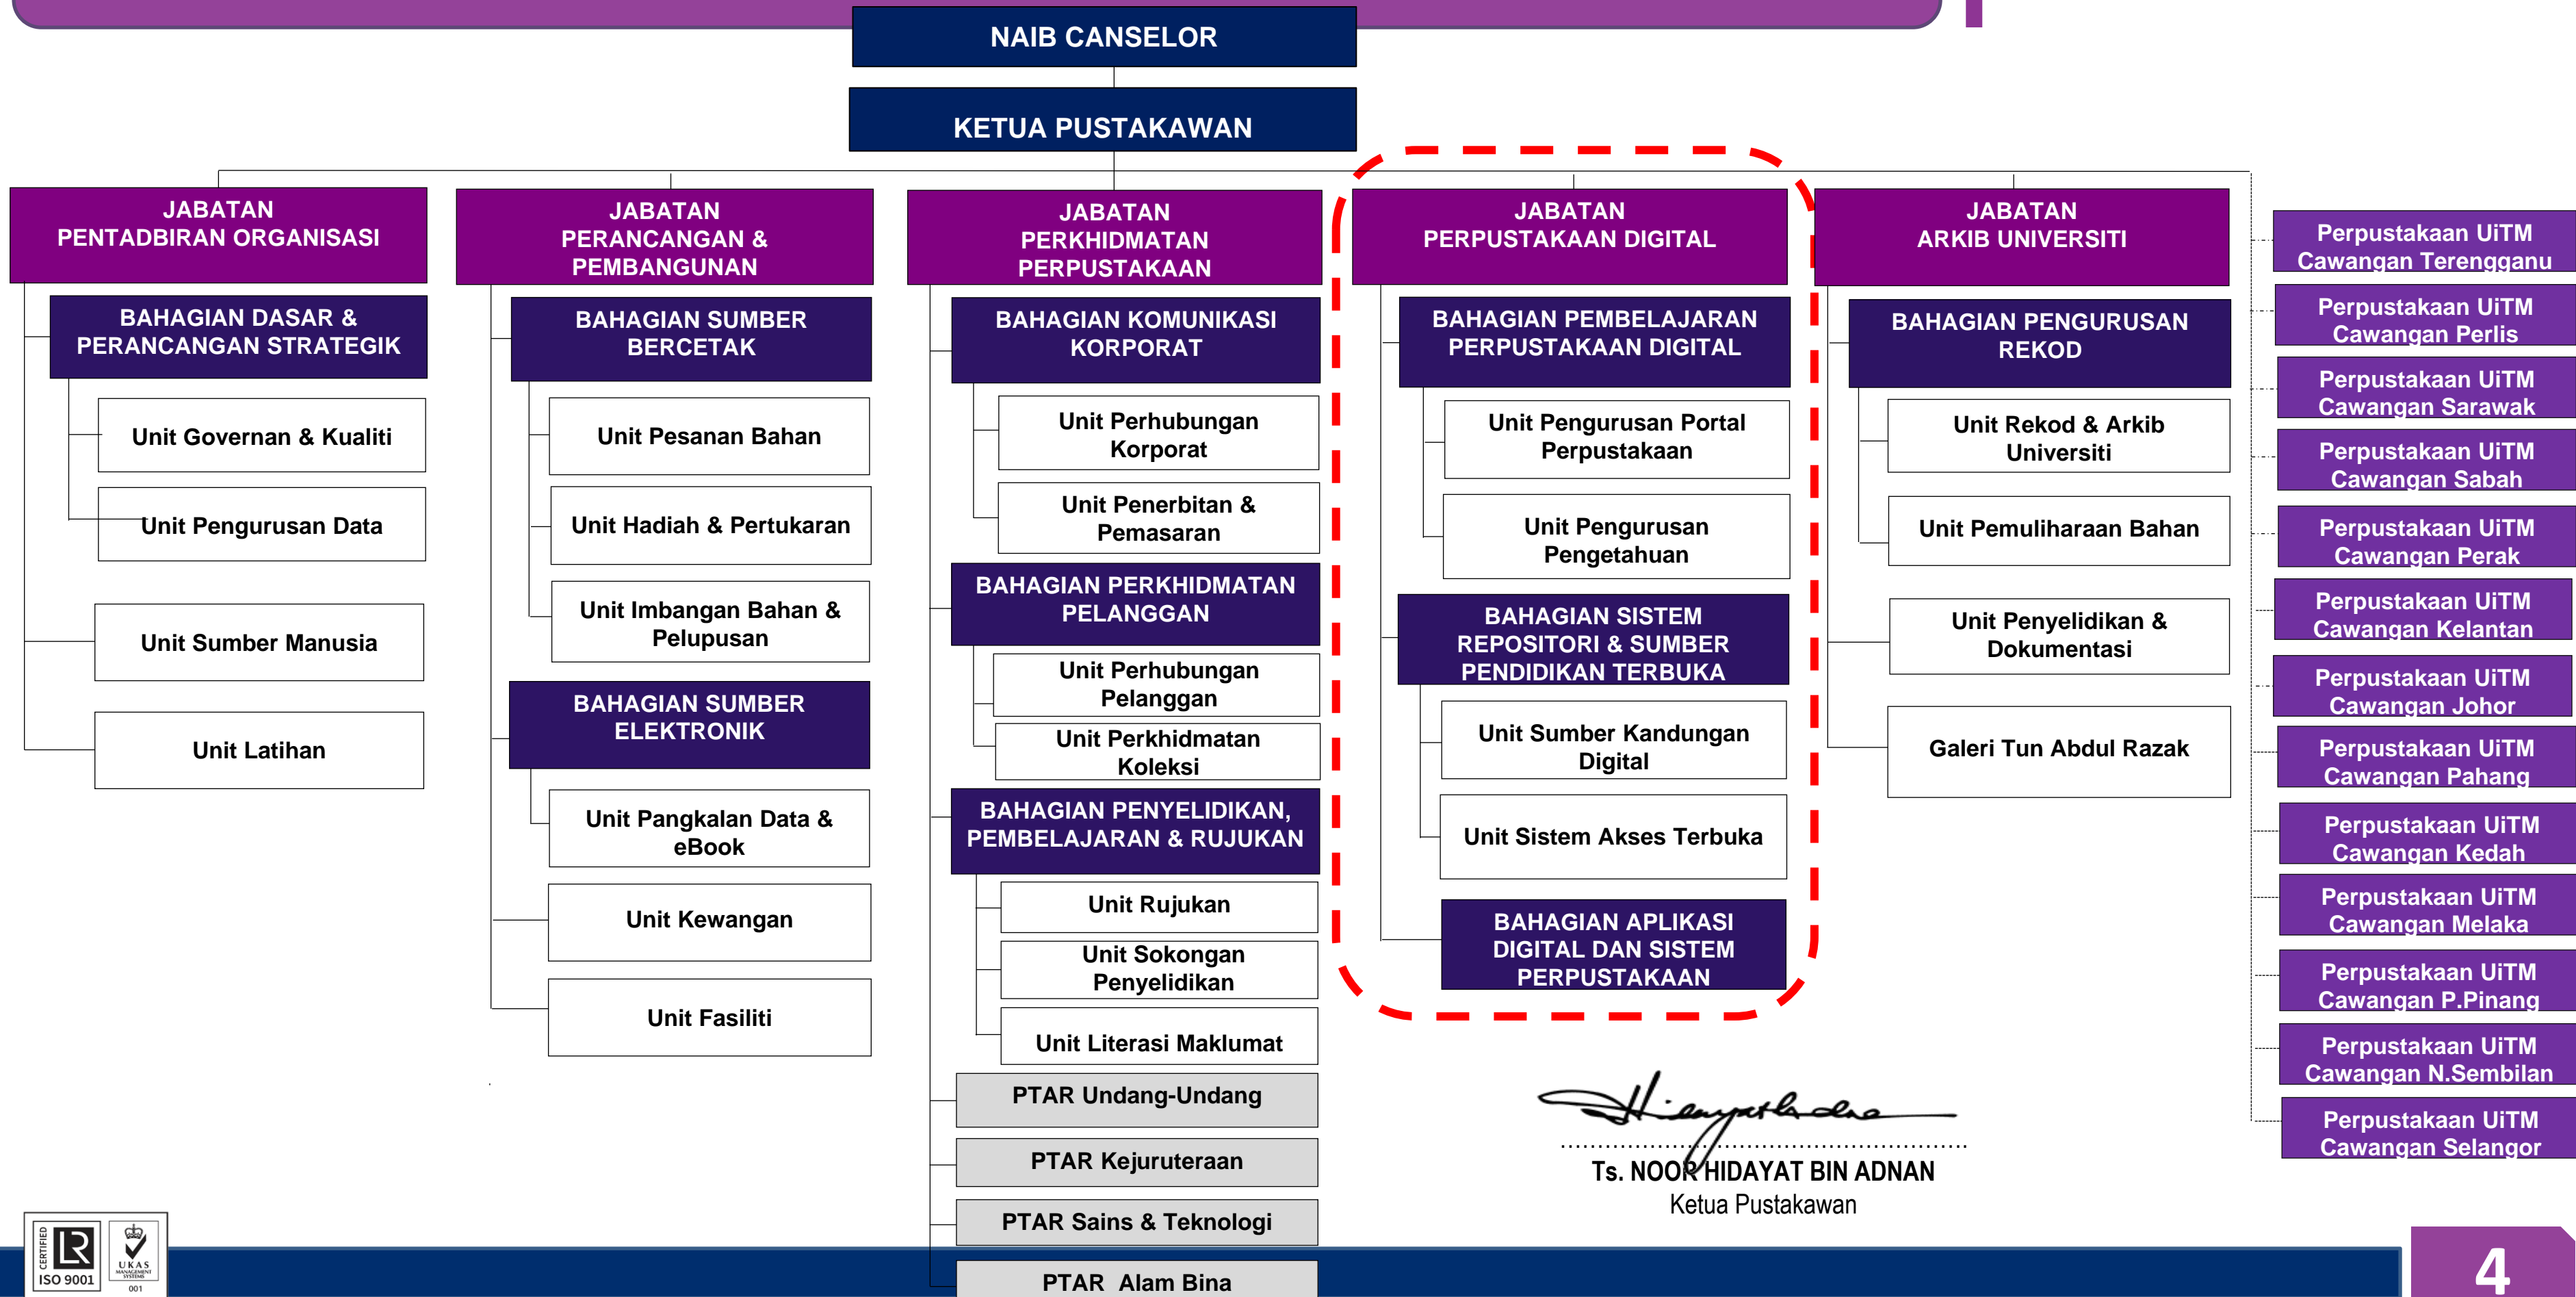 NAIB CANSELOR
KETUA PUSTAKAWAN
JABATAN
PENTADBIRAN ORGANISASI
BAHAGIAN DASAR &
PERANCANGAN STRATEGIK
Unit Governan & Kualiti
Unit Pengurusan Data
Unit Sumber Manusia
Unit Latihan
JABATAN
PERANCANGAN &
PEMBANGUNAN
BAHAGIAN SUMBER
BERCETAK
Unit Pesanan Bahan
Unit Hadiah & Pertukaran
Unit Imbangan Bahan &
Pelupusan
BAHAGIAN SUMBER
ELEKTRONIK
Unit Pangkalan Data &
eBook
Unit Kewangan
Unit Fasiliti
JABATAN
PERKHIDMATAN
PERPUSTAKAAN
BAHAGIAN KOMUNIKASI
KORPORAT
Unit Perhubungan
Korporat
Unit Penerbitan &
Pemasaran
BAHAGIAN PERKHIDMATAN
PELANGGAN
Unit Perhubungan
Pelanggan
Unit Perkhidmatan
Koleksi
BAHAGIAN PENYELIDIKAN,
PEMBELAJARAN & RUJUKAN
Unit Rujukan
Unit Sokongan
Penyelidikan
Unit Literasi Maklumat
PTAR Undang-Undang
PTAR Kejuruteraan
PTAR Sains & Teknologi
PTAR Alam Bina
JABATAN
PERPUSTAKAAN DIGITAL
BAHAGIAN PEMBELAJARAN
PERPUSTAKAAN DIGITAL
Unit Pengurusan Portal
Perpustakaan
Unit Pengurusan
Pengetahuan
BAHAGIAN SISTEM
REPOSITORI & SUMBER
PENDIDIKAN TERBUKA
Unit Sumber Kandungan
Digital
Unit Sistem Akses Terbuka
BAHAGIAN APLIKASI
DIGITAL DAN SISTEM
PERPUSTAKAAN
JABATAN
ARKIB UNIVERSITI
BAHAGIAN PENGURUSAN
REKOD
Unit Rekod & Arkib
Universiti
Unit Pemuliharaan Bahan
Unit Penyelidikan &
Dokumentasi
Galeri Tun Abdul Razak
Perpustakaan UiTM
Cawangan Terengganu
Perpustakaan UiTM
Cawangan Perlis
Perpustakaan UiTM
Cawangan Sarawak
Perpustakaan UiTM
Cawangan Sabah
Perpustakaan UiTM
Cawangan Perak
Perpustakaan UiTM
Cawangan Kelantan
Perpustakaan UiTM
Cawangan Johor
Perpustakaan UiTM
Cawangan Pahang
Perpustakaan UiTM
Cawangan Kedah
Perpustakaan UiTM
Cawangan Melaka
Perpustakaan UiTM
Cawangan P.Pinang
Perpustakaan UiTM
Cawangan N.Sembilan
Perpustakaan UiTM
Cawangan Selangor
Ts. NOOR HIDAYAT BIN ADNAN
Ketua Pustakawan
CERTIFIED
LR
ISO 9001
UKAS
MANAGEMENT
SYSTEMS
001
4